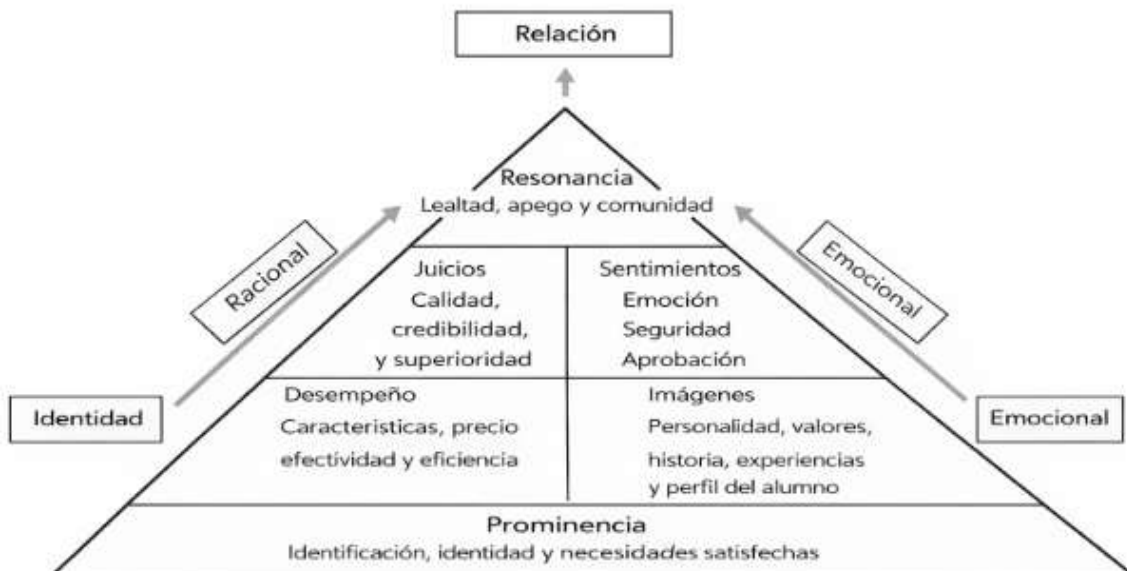 Relación
Resonancia
Lealtad, apego y comunidad
Racional
Emocional
Juicios
Calidad,
credibilidad,
y superioridad
Sentimientos
Emoción
Seguridad
Aprobación
Identidad
Desempeño
Caracteristicas, precio
efectividad y eficiencia
Imágenes
Personalidad, valores,
historia, experiencias
y perfil del alumno
Emocional
Prominencia
Identificación, identidad y necesidades satisfechas